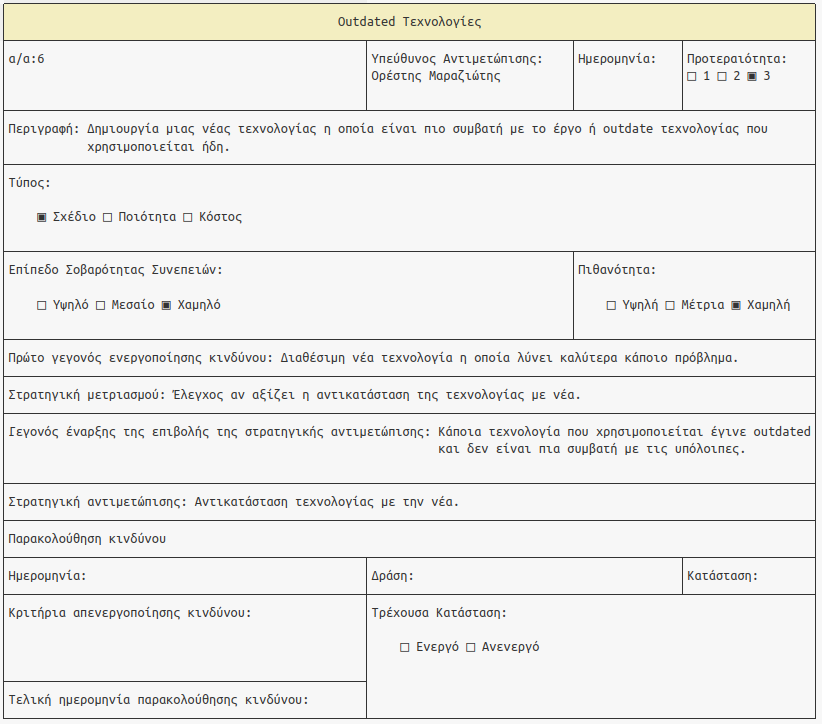 Outdated Τεχνολογίες
α/α:6
Υπεύθυνος Αντιμετώπισης:
Ορέστης Μαραζιώτης
Ημερομηνία:
Προτεραιότητα:
□ 1 □ 2 ▣ 3
Περιγραφή: Δημιουργία μιας νέας τεχνολογίας η οποία είναι πιο συμβατή με το έργο ή outdate τεχνολογίας που
χρησιμοποιείται ήδη.
Τύπος:
▣ Σχέδιο □ Ποιότητα □ Κόστος
Επίπεδο Σοβαρότητας Συνεπειών:
□ Υψηλό □ Μεσαίο ▣ Χαμηλό
Πιθανότητα:
□ Υψηλή □ Μέτρια ▣ Χαμηλή
Πρώτο γεγονός ενεργοποίησης κινδύνου: Διαθέσιμη νέα τεχνολογία η οποία λύνει καλύτερα κάποιο πρόβλημα.
Στρατηγική μετριασμού: Έλεγχος αν αξίζει η αντικατάσταση της τεχνολογίας με νέα.
Γεγονός έναρξης της επιβολής της στρατηγικής αντιμετώπισης: Κάποια τεχνολογία που χρησιμοποιείται έγινε outdated
και δεν είναι πια συμβατή με τις υπόλοιπες.
Στρατηγική αντιμετώπισης: Αντικατάσταση τεχνολογίας με την νέα.
Παρακολούθηση κινδύνου
Ημερομηνία:
Δράση:
Κατάσταση:
Κριτήρια απενεργοποίησης κινδύνου:
Τρέχουσα Κατάσταση:
□ Ενεργό □ Ανενεργό
Τελική ημερομηνία παρακολούθησης κινδύνου: